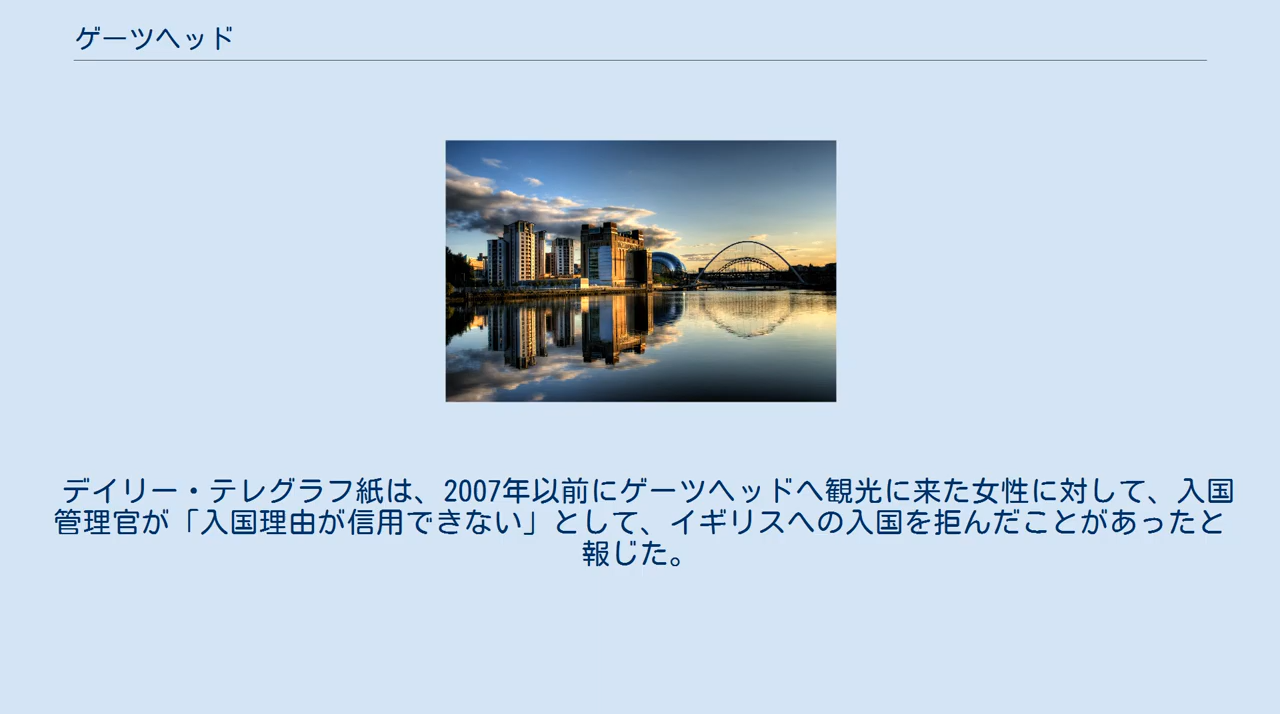 ゲーツヘッド
デイリー・テレグラフ紙は、2007年以前にゲーツヘッドへ観光に来た女性に対して、入国
管理官が「入国理由が信用できない」として、イギリスへの入国を拒んだことがあったと
報じた。